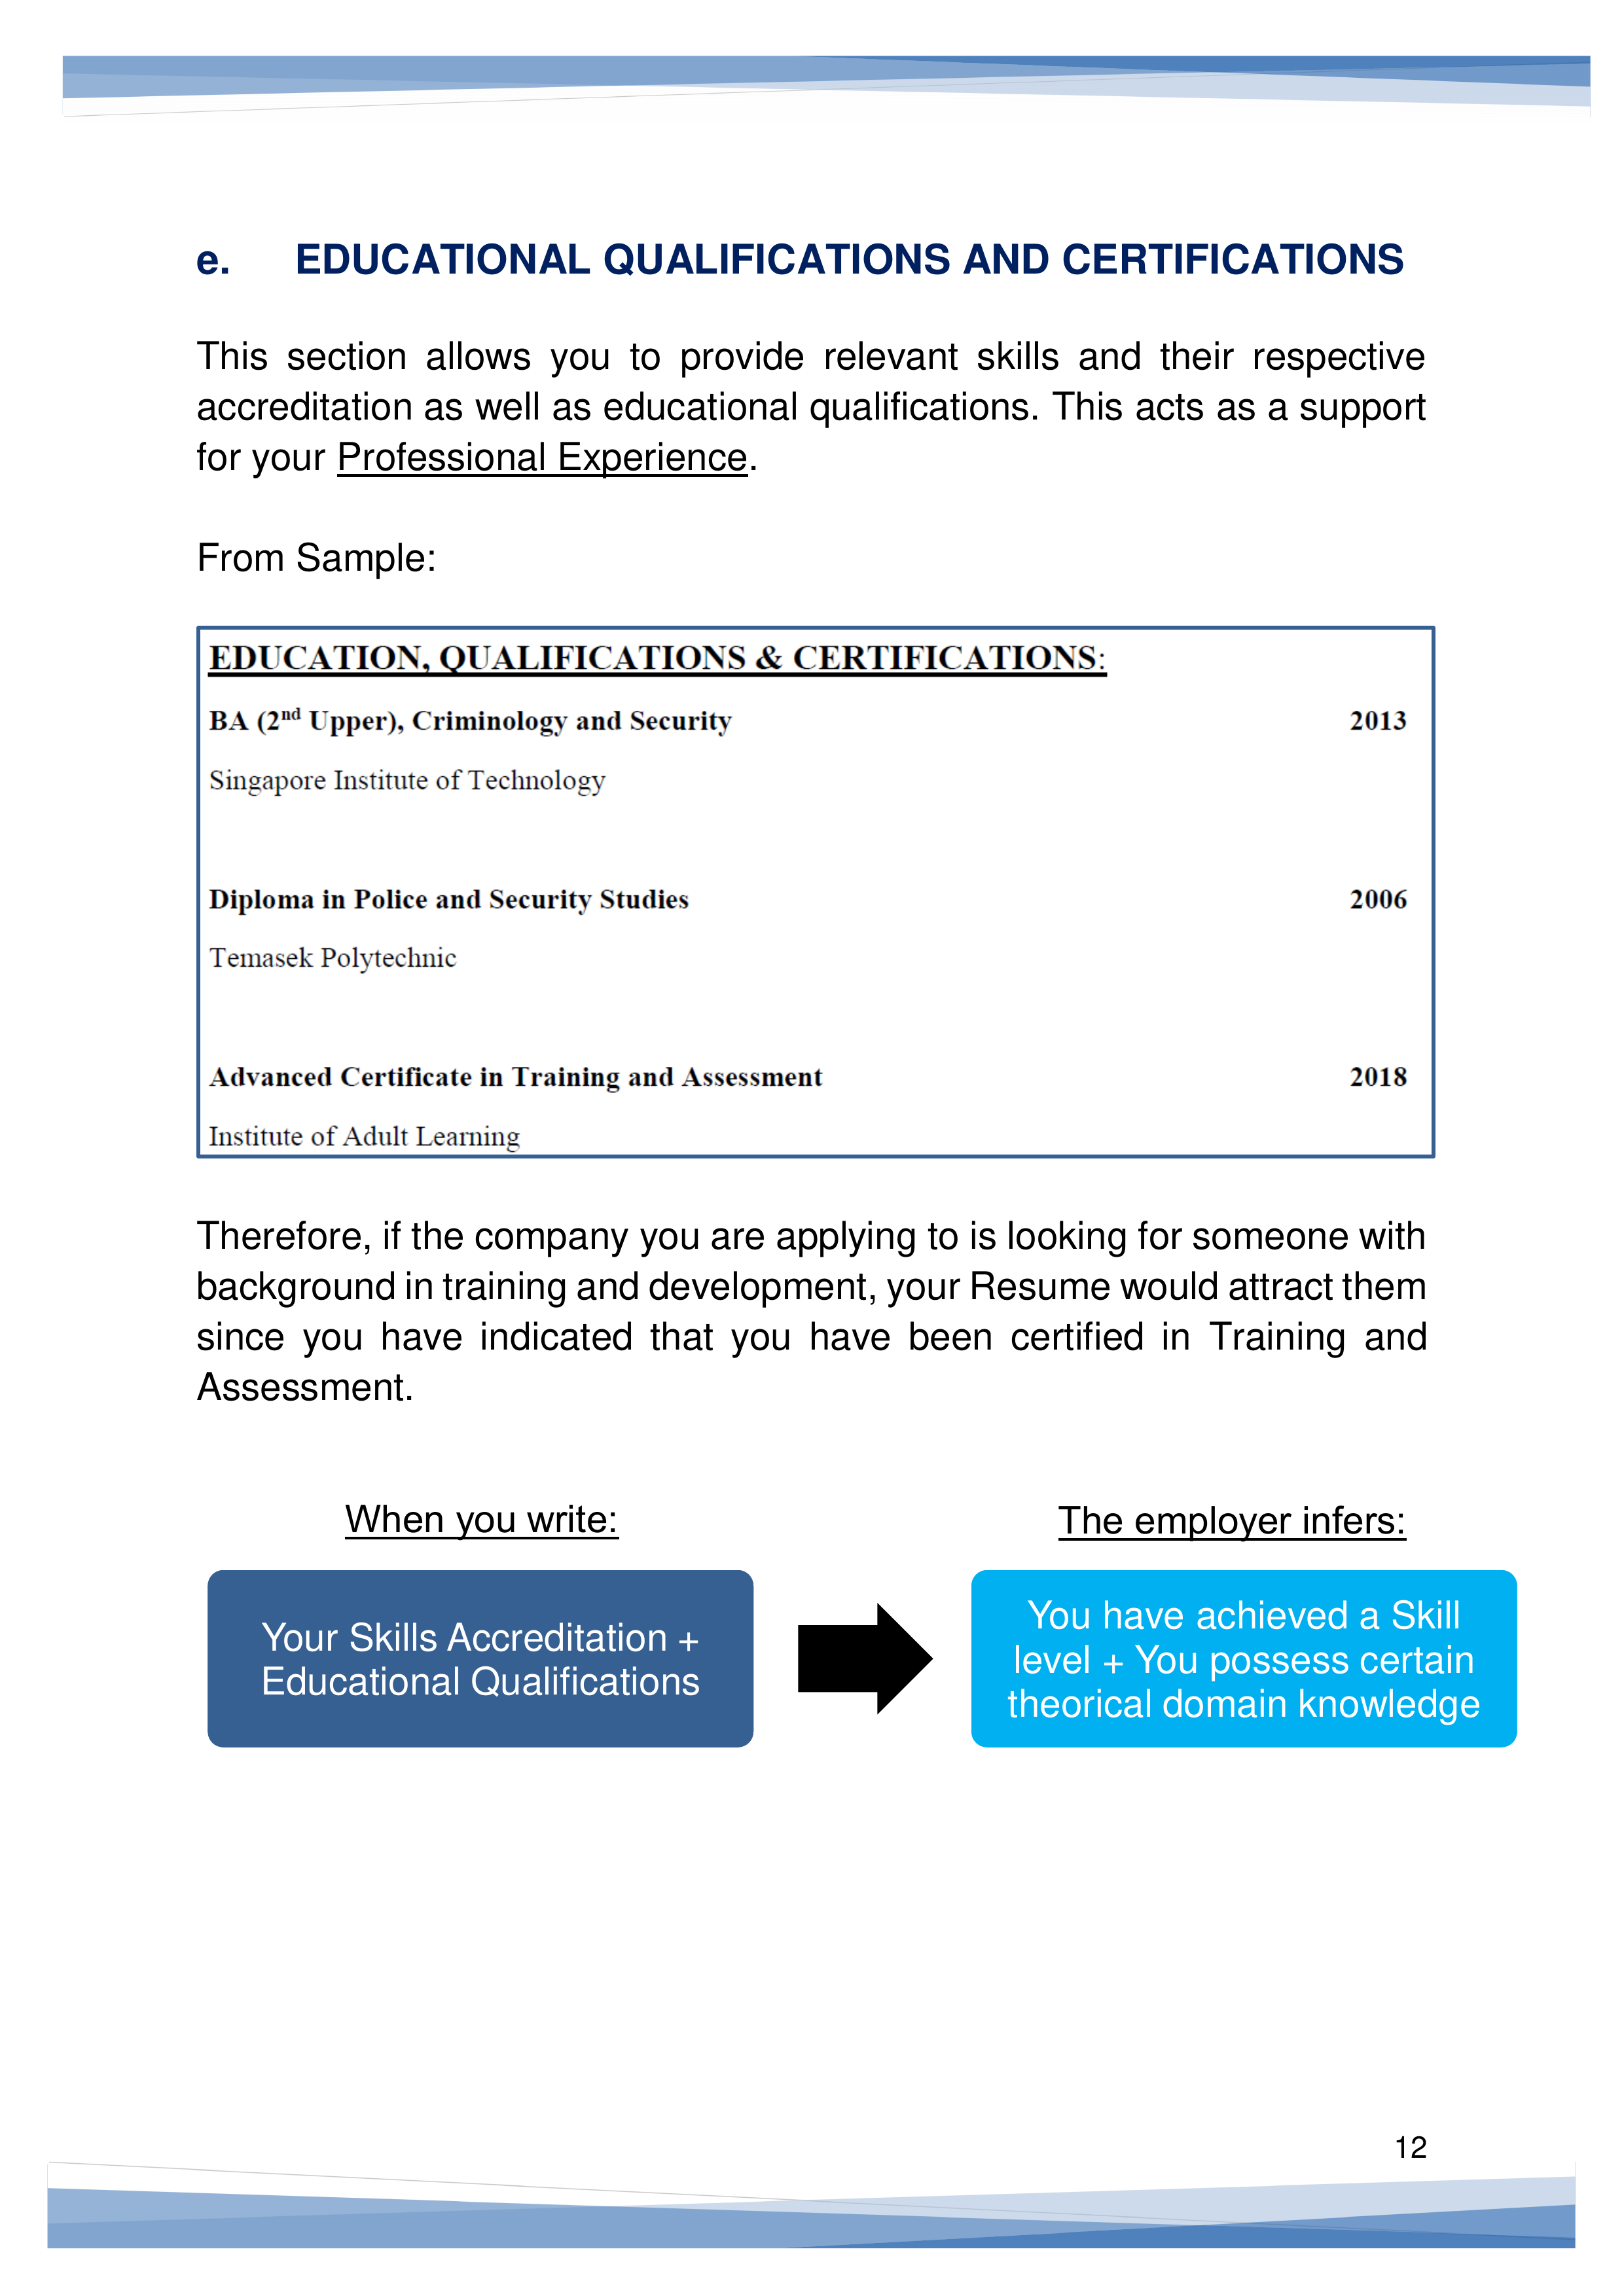 e. EDUCATIONAL QUALIFICATIONS AND CERTIFICATIONS
This section allows you to provide relevant skills and their respective
accreditation as well as educational qualifications. This acts as a support
for your Professional Experience.
From Sample:
EDUCATION, QUALIFICATIONS & CERTIFICATIONS:
BA (2nd Upper), Criminology and Security 2013
Singapore Institute of Technology
Diploma in Police and Security Studies 2006
Temasek Polytechnic
Advanced Certificate in Training and Assessment 2018
Institute of Adult Learning
Therefore, if the company you are applying to is looking for someone with
background in training and development, your Resume would attract them
since you have indicated that you have been certified in Training and
Assessment.
When you write:
Your Skills Accreditation +
Educational Qualifications
The employer infers:
You have achieved a Skill
level + You possess certain
theorical domain knowledge
12